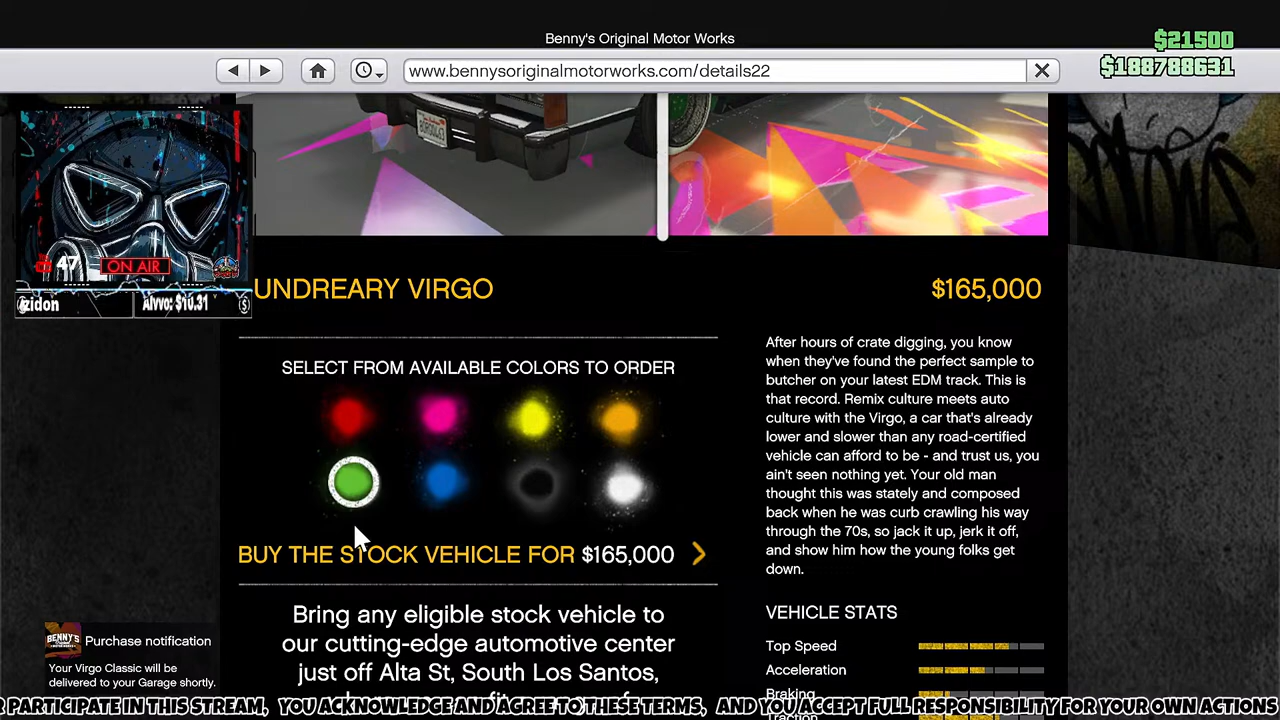 Benny's Original Motor Works
$21500
www.bennysoriginalmotorworks.com/details22
$188788631
47
ON AIR
Aivvo: $10.31
UNDREARY VIRGO
$165,000
SELECT FROM AVAILABLE COLORS TO ORDER
BUY THE STOCK VEHICLE FOR $165,000
Bring any eligible stock vehicle to
our cutting-edge automotive center
just off Alta St, South Los Santos,
After hours of crate digging, you know
when they've found the perfect sample to
butcher on your latest EDM track. This is
that record. Remix culture meets auto
culture with the Virgo, a car that's already
lower and slower than any road-certified
vehicle can afford to be - and trust us, you
ain't seen nothing yet. Your old man
thought this was stately and composed
back when he was curb crawling his way
through the 70s, so jack it up, jerk it off,
and show him how the young folks get
down.
VEHICLE STATS
Top Speed
Acceleration
Braking
Traction
BENNY'S
Purchase notification
Your Virgo Classic will be
delivered to your Garage shortly.
PARTICIPATE IN THIS STREAM, YOU ACKNOWLEDGE AND AGREE TO THESE TERMS, AND YOU ACCEPT FULL RESPONSIBILITY FOR YOUR OWN ACTIONS